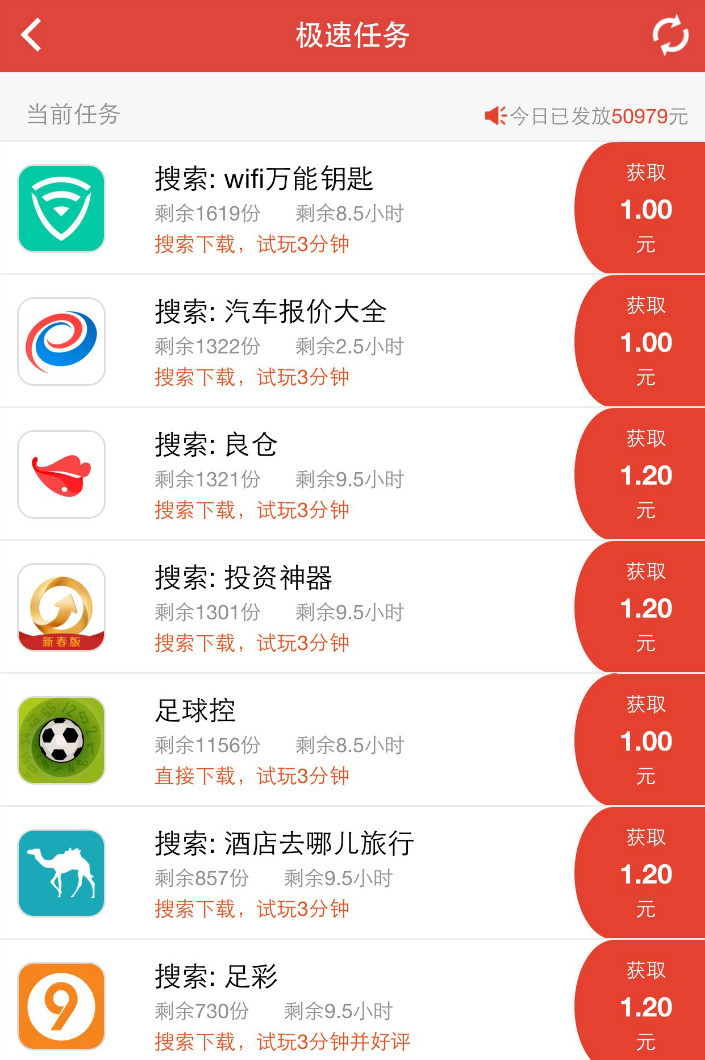 极速任务
当前任务
今日已发放50979元
搜索: wifi万能钥匙
剩余1619份 剩余8.5小时
搜索下载，试玩3分钟
获取
1.00
元
搜索: 汽车报价大全
剩余1322份 剩余2.5小时
搜索下载，试玩3分钟
获取
1.00
元
搜索: 良仓
剩余1321份 剩余9.5小时
搜索下载，试玩3分钟
获取
1.20
元
新春版
搜索: 投资神器
剩余1301份 剩余9.5小时
搜索下载，试玩3分钟
获取
1.20
元
足球控
剩余1156份 剩余8.5小时
直接下载，试玩3分钟
获取
1.00
元
搜索: 酒店去哪儿旅行
剩余857份 剩余9.5小时
搜索下载，试玩3分钟
获取
1.20
元
9
搜索: 足彩
剩余730份 剩余9.5小时
搜索下载，试玩3分钟并好评
获取
1.20
元